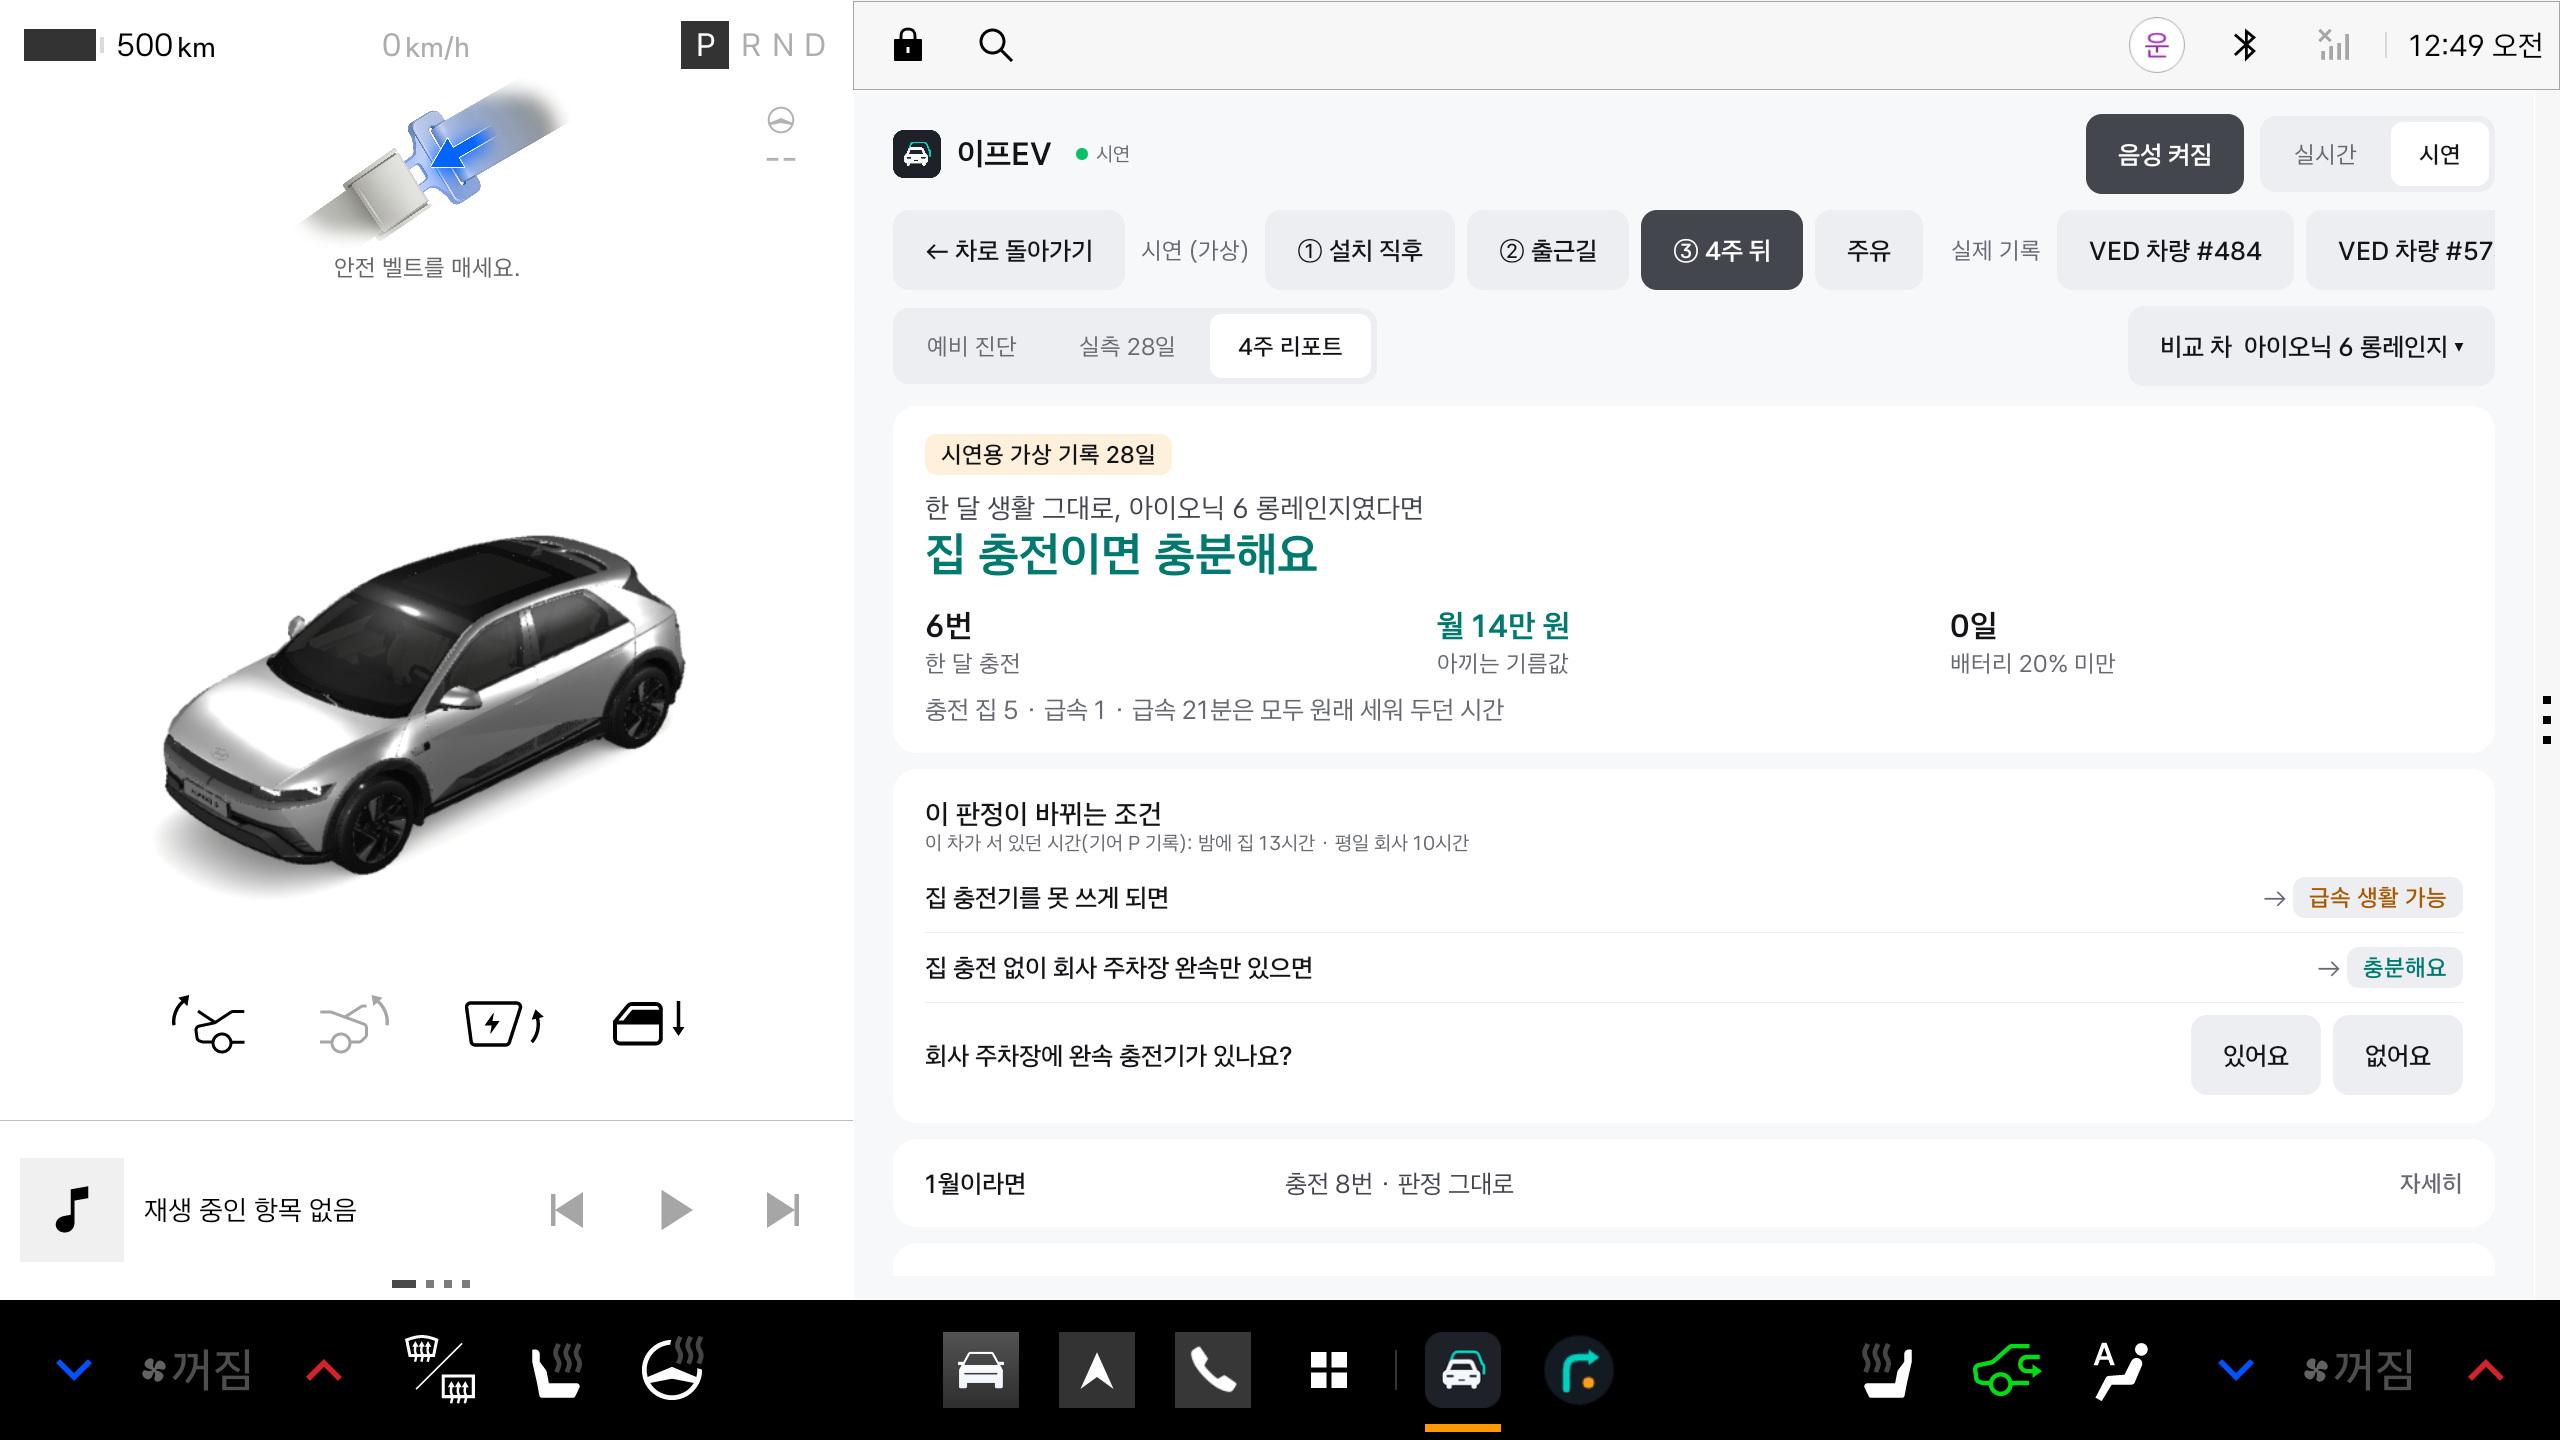 500 km
0 km/h
P R N D
안전 벨트를 매세요.
재생 중인 항목 없음
운
12:49 오전
이프EV
시연
음성 켜짐
실시간
시연
← 차로 돌아가기
시연 (가상)
① 설치 직후
② 출근길
③ 4주 뒤
주유
실제 기록
VED 차량 #484
VED 차량 #57
예비 진단
실측 28일
4주 리포트
비교 차 아이오닉 6 롱레인지 ▾
시연용 가상 기록 28일
한 달 생활 그대로, 아이오닉 6 롱레인지였다면
집 충전이면 충분해요
6번
월 14만 원
0일
한 달 충전
아끼는 기름값
배터리 20% 미만
충전 집 5 · 급속 1 · 급속 21분은 모두 원래 세워 두던 시간
이 판정이 바뀌는 조건
이 차가 서 있던 시간(기어 P 기록): 밤에 집 13시간 · 평일 회사 10시간
집 충전기를 못 쓰게 되면
→ 급속 생활 가능
집 충전 없이 회사 주차장 완속만 있으면
→ 충분해요
회사 주차장에 완속 충전기가 있나요?
있어요
없어요
1월이라면
충전 8번 · 판정 그대로
자세히
꺼짐
A
꺼짐